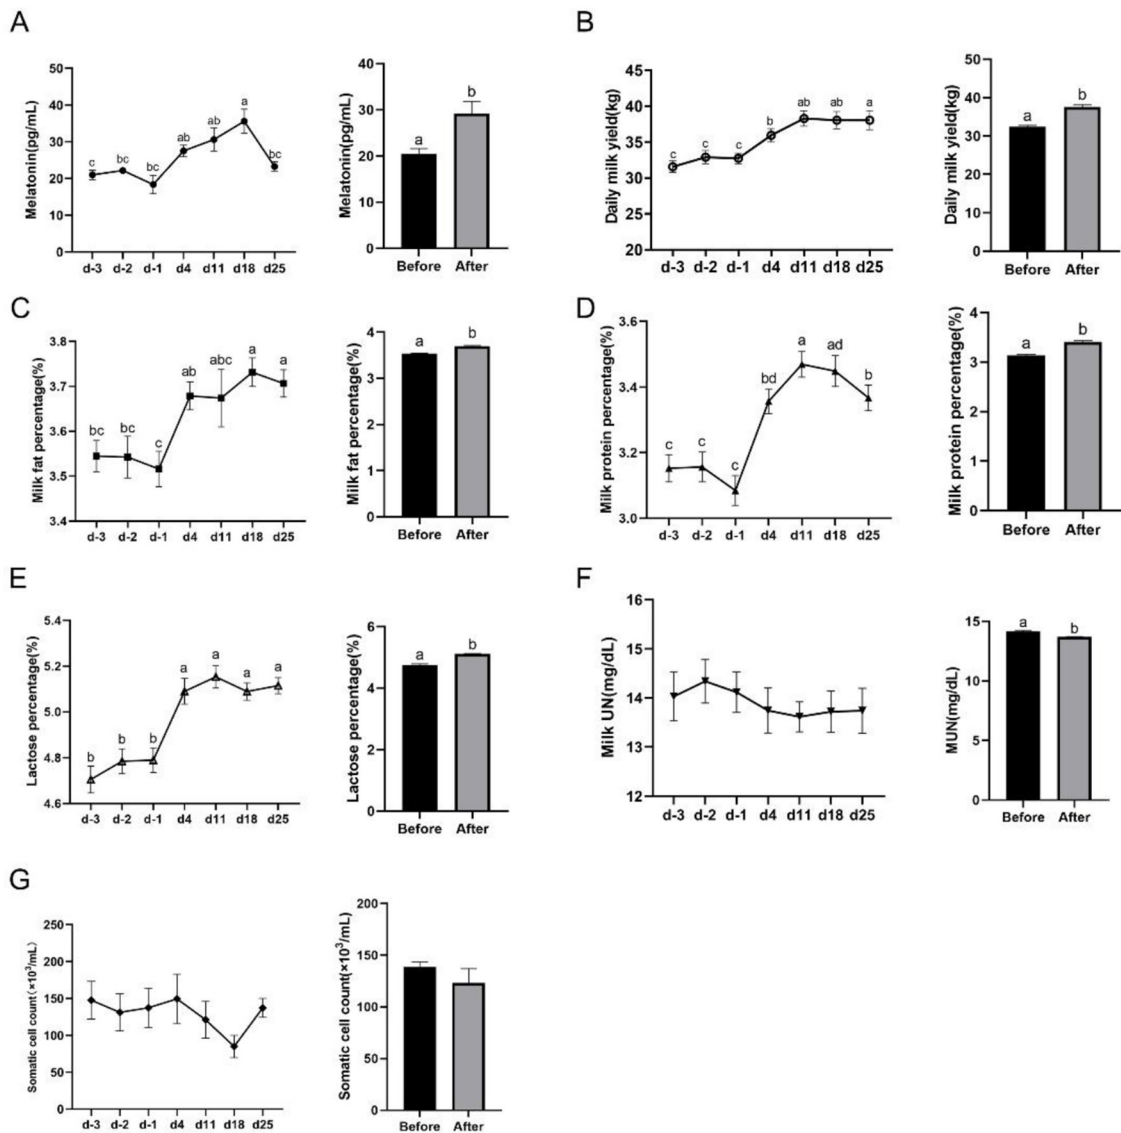 A
Melatonin(pg/mL)
50
40
30
20
10
0
c
bc
bc
ab
ab
a
bc
d-3 d-2 d-1 d4 d11 d18 d25
Melatonin(pg/mL)
40
30
20
10
0
a
b
Before After
B
Daily milk yield(kg)
45
40
35
30
25
20
c
c
c
b
ab
ab
a
d-3 d-2 d-1 d4 d11 d18 d25
Daily milk yield(kg)
50
40
30
20
10
0
a
b
Before After
C
Milk fat percentage(%)
3.8
3.7
3.6
3.5
3.4
bc
bc
c
ab
abc
a
a
d-3 d-2 d-1 d4 d11 d18 d25
Milk fat percentage(%)
4
3
2
1
0
a
b
Before After
D
Milk protein percentage(%)
3.6
3.4
3.2
3.0
c
c
c
bd
a
ad
b
d-3 d-2 d-1 d4 d11 d18 d25
Milk protein percentage(%)
4
3
2
1
0
a
b
Before After
E
Lactose percentage(%)
5.4
5.2
5.0
4.8
4.6
b
b
b
a
a
a
a
d-3 d-2 d-1 d4 d11 d18 d25
Lactose percentage(%)
6
4
2
0
a
b
Before After
F
Milk UN(mg/dL)
16
15
14
13
12
d-3 d-2 d-1 d4 d11 d18 d25
MUN(mg/dL)
15
10
5
0
a
b
Before After
G
Somatic cell count(×10³/mL)
250
200
150
100
50
0
d-3 d-2 d-1 d4 d11 d18 d25
Somatic cell count(×10³/mL)
200
150
100
50
0
Before After